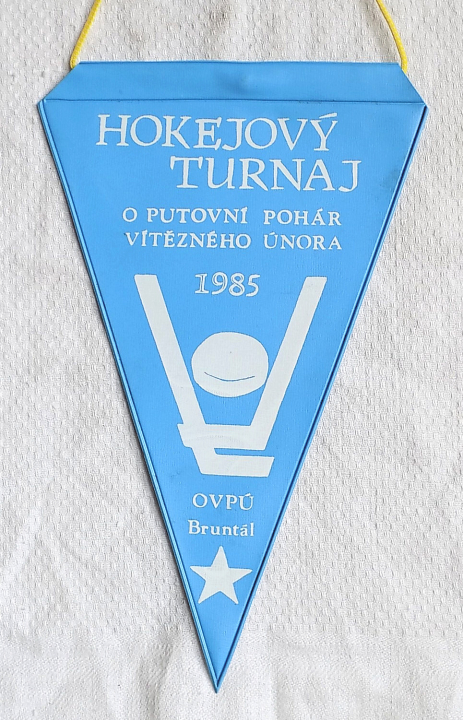 HOKEJOVÝ
TURNAJ
O PUTOVNÍ POHÁR
VÍTĚZNÉHO ÚNORA
1985
OVPÚ
Bruntál